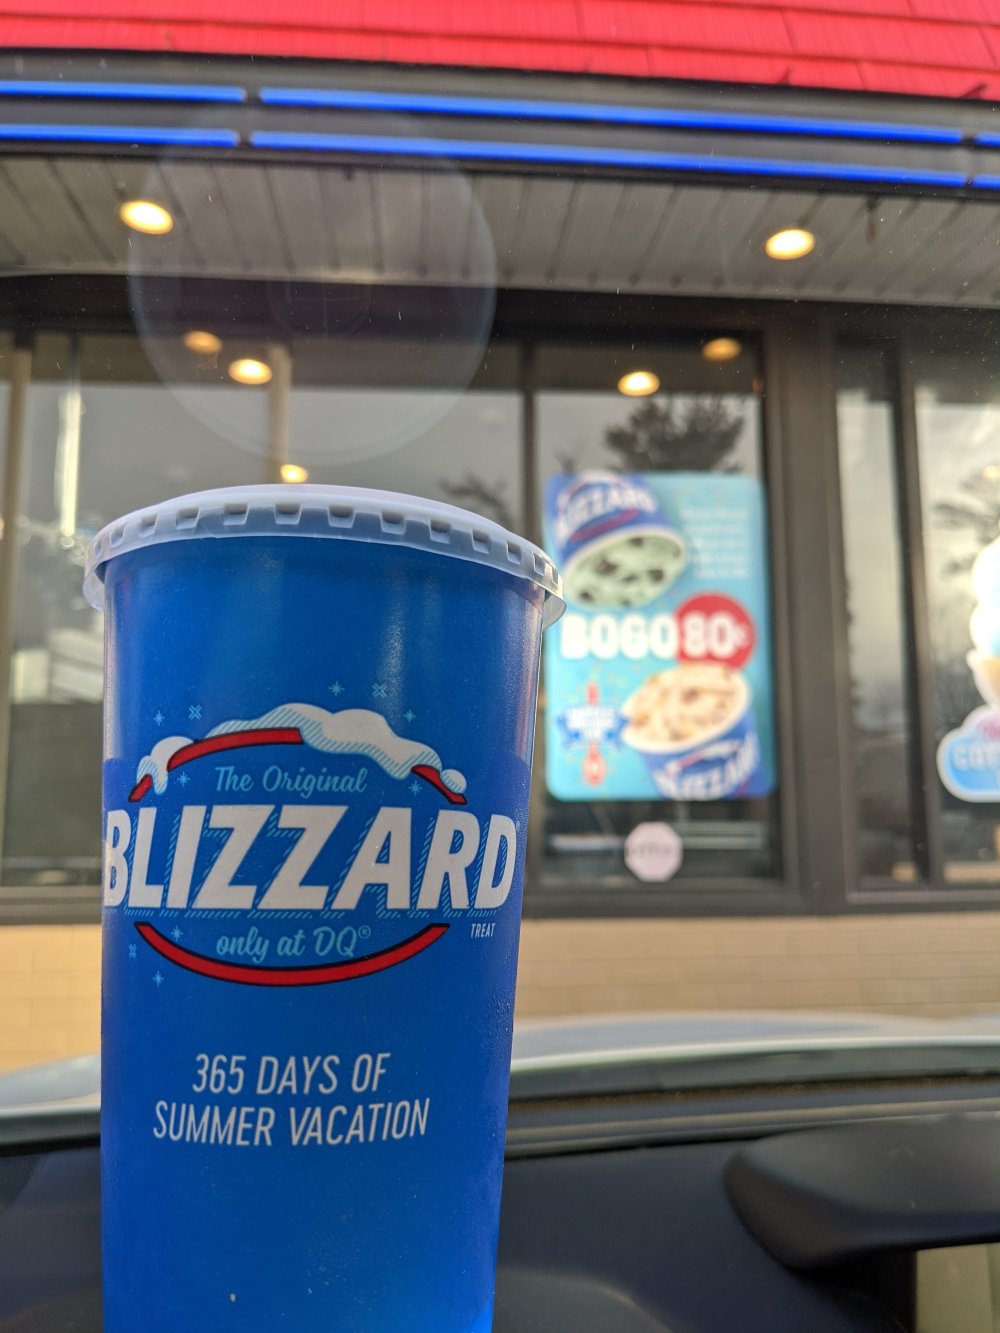 The Original
BLIZZARD
TREAT
only at DQ®
365 DAYS OF
SUMMER VACATION
BLIZZARD
BOGO 80¢
BLIZZARD